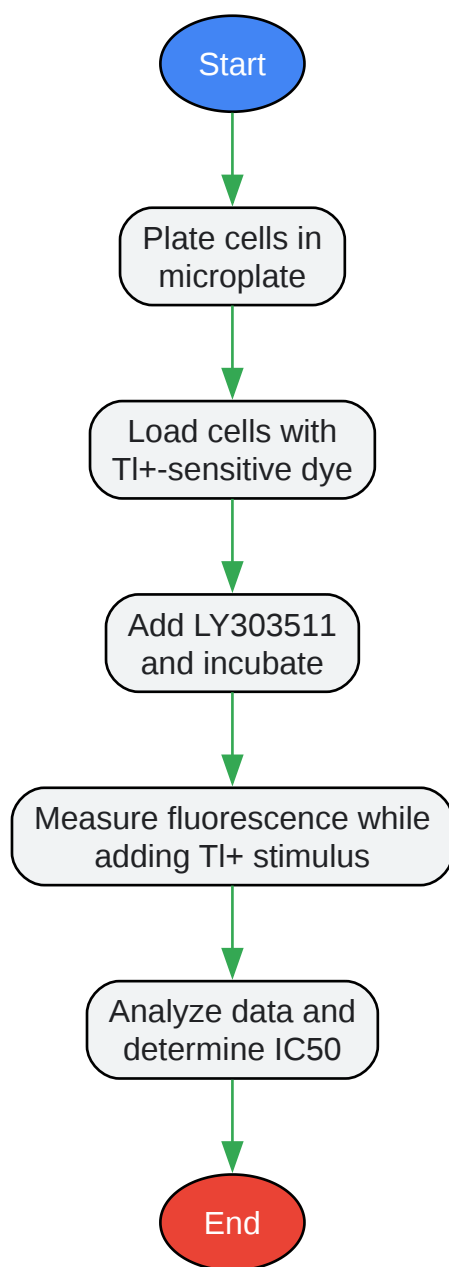 Start
Plate cells in
microplate
Load cells with
Tl+-sensitive dye
Add LY303511
and incubate
Measure fluorescence while
adding Tl+ stimulus
Analyze data and
determine IC50
End